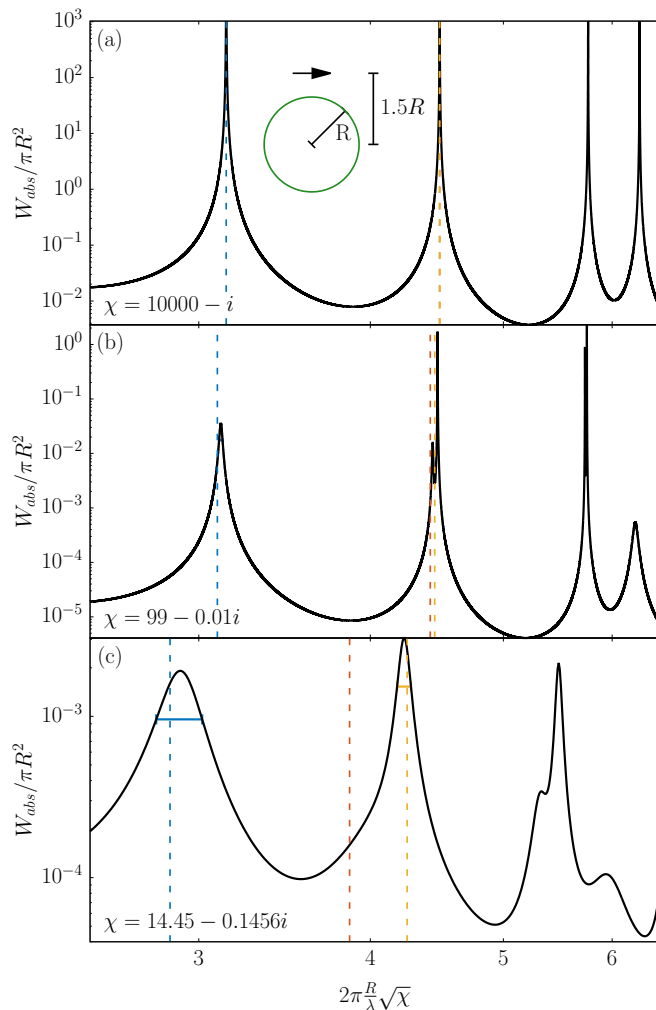 10³
(a)
10²
1.5R
R
10¹
W_abs/πR²
10⁰
10⁻¹
10⁻²
χ = 10000 − i
(b)
10⁰
10⁻¹
10⁻²
W_abs/πR²
10⁻³
10⁻⁴
10⁻⁵
χ = 99 − 0.01i
(c)
10⁻³
W_abs/πR²
10⁻⁴
χ = 14.45 − 0.1456i
3 4 5 6
2π R/λ √χ